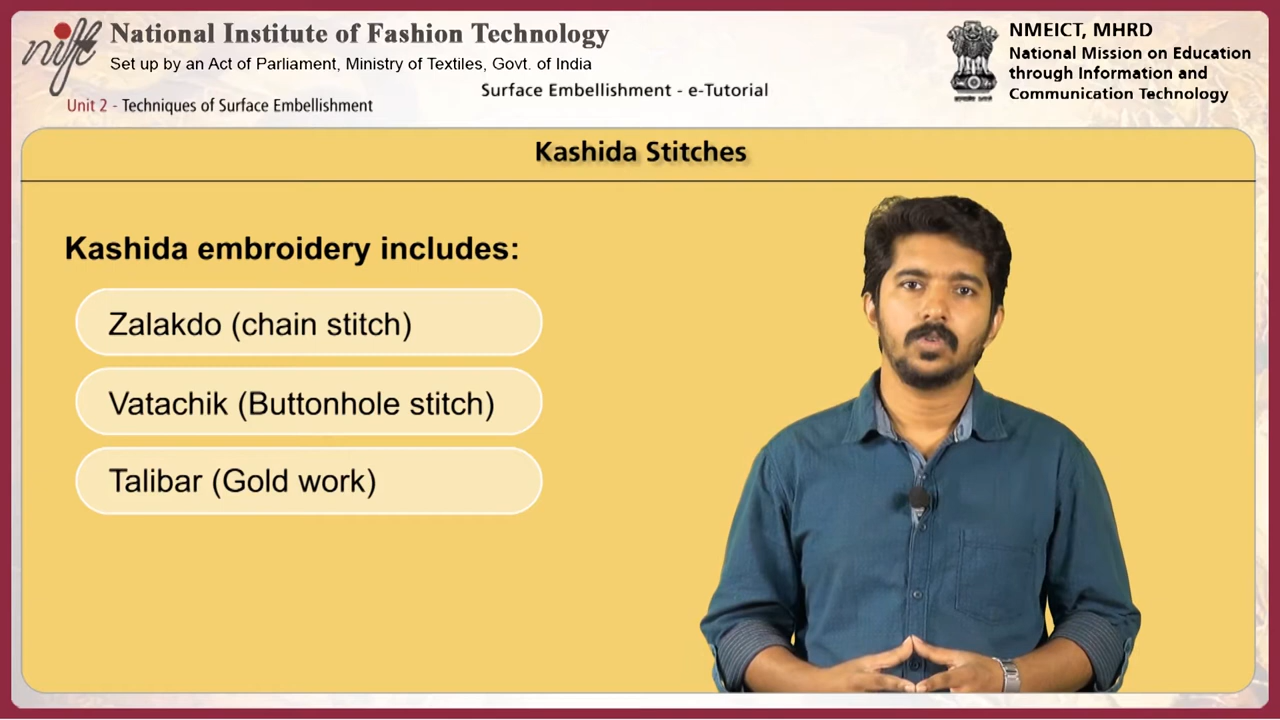 nift
National Institute of Fashion Technology
Set up by an Act of Parliament, Ministry of Textiles, Govt. of India
Unit 2 - Techniques of Surface Embellishment
Surface Embellishment - e-Tutorial
NMEICT, MHRD
National Mission on Education
through Information and
Communication Technology
Kashida Stitches
Kashida embroidery includes:
Zalakdo (chain stitch)
Vatachik (Buttonhole stitch)
Talibar (Gold work)